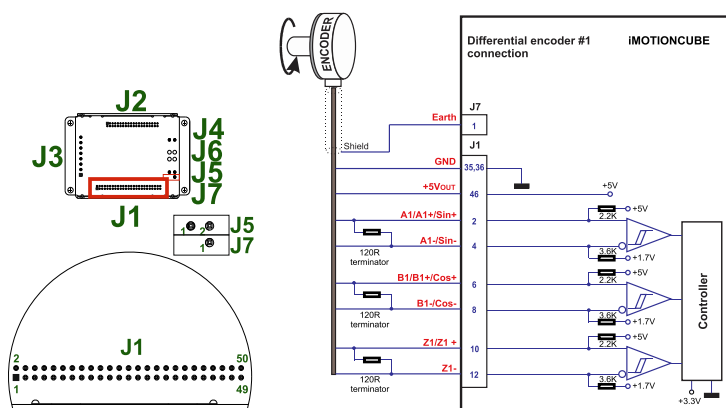 J2
J3
J4
J6
J5
J7
J1
1 2 J5
1 J7
J1
2 50
1 49
ENCODER
Differential encoder #1 connection
iMOTIONCUBE
Earth
J7
1
Shield
J1
GND
35,36
+5VOUT
46
+5V
A1/A1+/Sin+
2
+5V
2.2K
A1-/Sin-
4
3.6K
+1.7V
120R
terminator
B1/B1+/Cos+
6
+5V
2.2K
B1-/Cos-
8
3.6K
+1.7V
120R
terminator
Z1/Z1 +
10
+5V
2.2K
Z1-
12
3.6K
+1.7V
120R
terminator
Controller
+3.3V